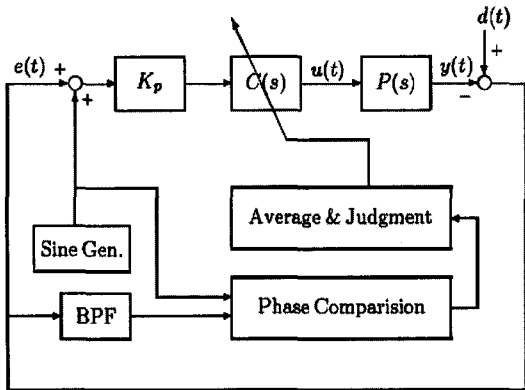 d(t)
e(t) + u(t) y(t) +
K_p C(s) P(s) −
+
Average & Judgment
Sine Gen.
Phase Comparision
BPF